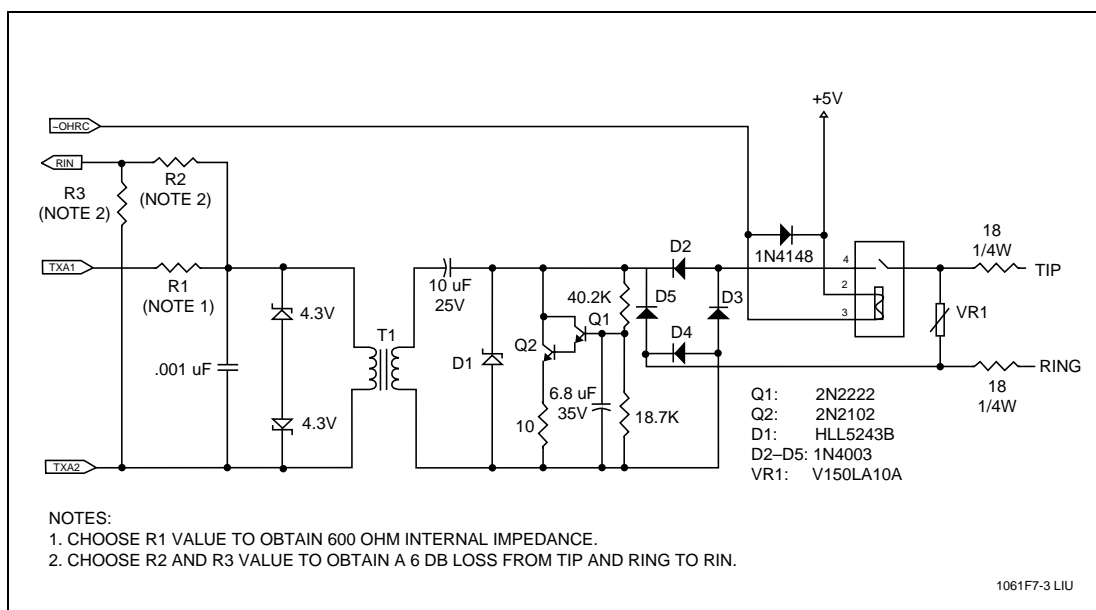 +5V
~OHRC
RIN
R2
(NOTE 2)
R3
(NOTE 2)
TXA1
R1
(NOTE 1)
4.3V
4.3V
.001 uF
T1
10 uF
25V
D1
Q2
Q1
40.2K
10
6.8 uF
35V
18.7K
D2
D5
D3
D4
1N4148
4
2
3
18
1/4W
TIP
VR1
RING
18
1/4W
TXA2
Q1: 2N2222
Q2: 2N2102
D1: HLL5243B
D2–D5: 1N4003
VR1: V150LA10A
NOTES:
1. CHOOSE R1 VALUE TO OBTAIN 600 OHM INTERNAL IMPEDANCE.
2. CHOOSE R2 AND R3 VALUE TO OBTAIN A 6 DB LOSS FROM TIP AND RING TO RIN.
1061F7-3 LIU